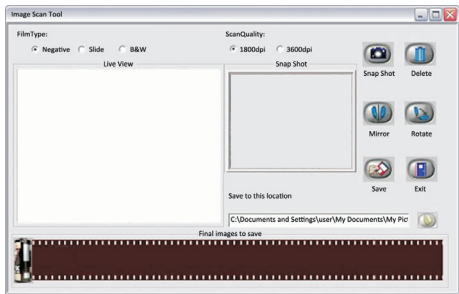 Image Scan Tool
FilmType:
Negative Slide B&W
ScanQuality:
1800dpi 3600dpi
Live View
Snap Shot
Snap Shot Delete
Mirror Rotate
Save Exit
Save to this location
C:\Documents and Settings\user\My Documents\My Pic
Final images to save